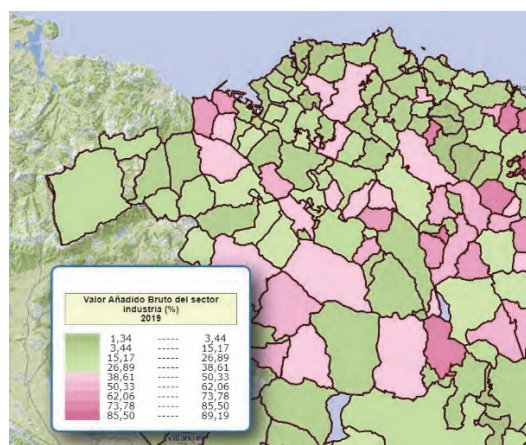 Valor Añadido Bruto del sector
industria (%)
2019
1,34 ----- 3,44
3,44 ----- 15,17
15,17 ----- 26,89
26,89 ----- 38,61
38,61 ----- 50,33
50,33 ----- 62,06
62,06 ----- 73,78
73,78 ----- 85,50
85,50 ----- 89,19